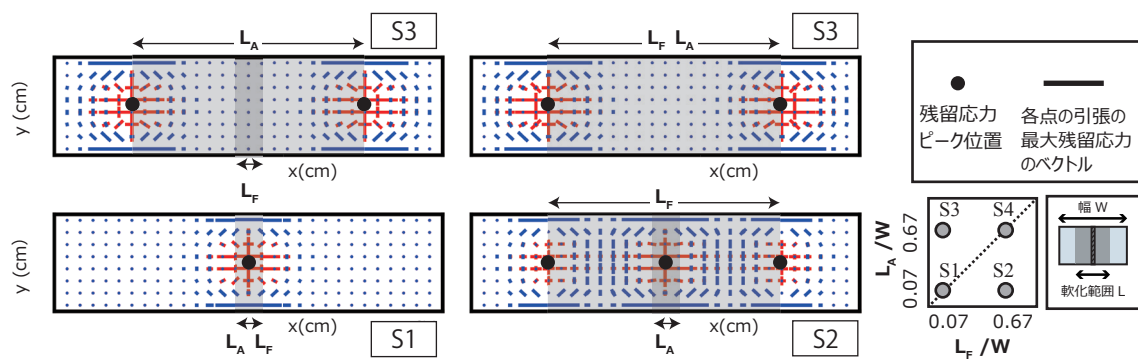 S3
L_A
y (cm)
x(cm)
L_F
S3
L_F L_A
x(cm)
y (cm)
x(cm)
L_A L_F
S1
L_F
x(cm)
L_A
S2
残留応力
ピーク位置
各点の引張の
最大残留応力
のベクトル
S3 S4
S1 S2
L_A /W
0.07 0.67
0.07 0.67
L_F /W
幅 W
軟化範囲 L